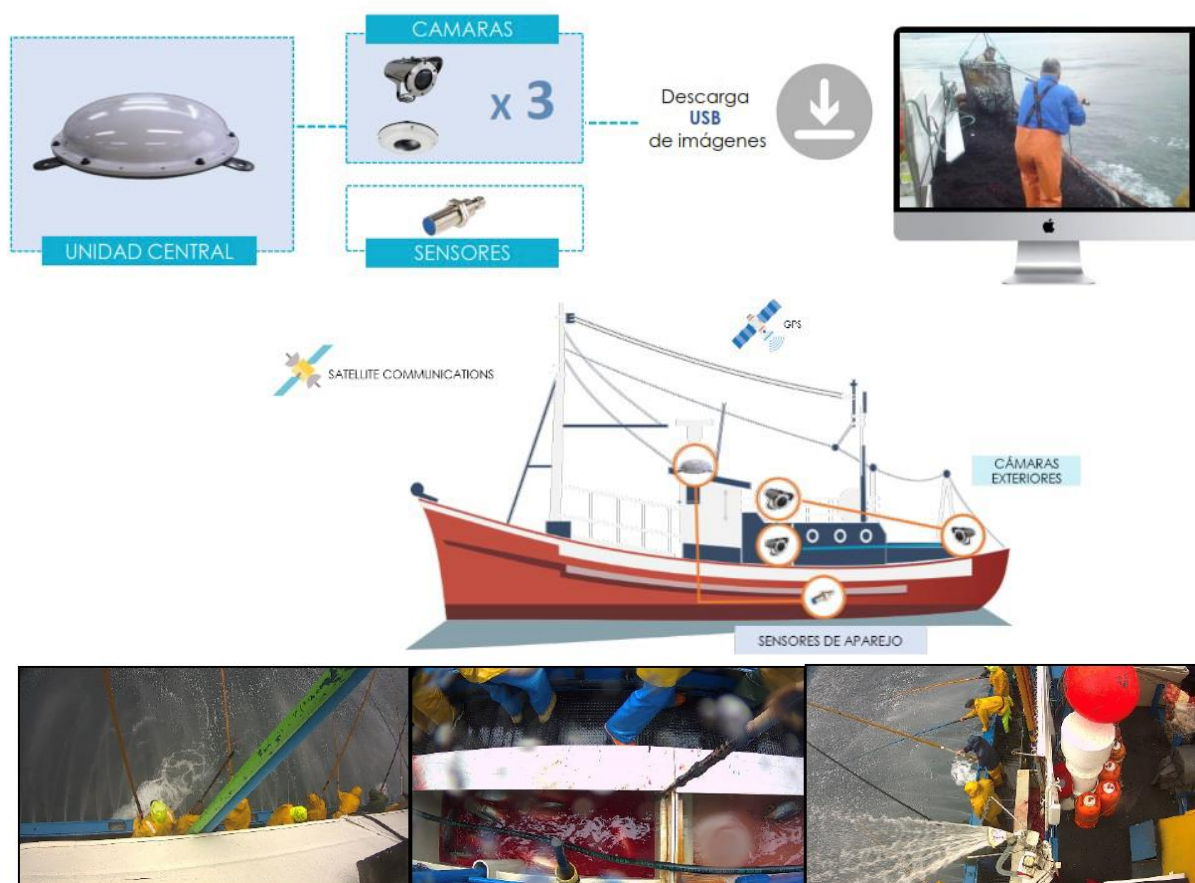 CAMARAS
x 3
UNIDAD CENTRAL
SENSORES
Descarga
USB
de imágenes
GPS
SATELLITE COMMUNICATIONS
CÁMARAS
EXTERIORES
SENSORES DE APAREJO